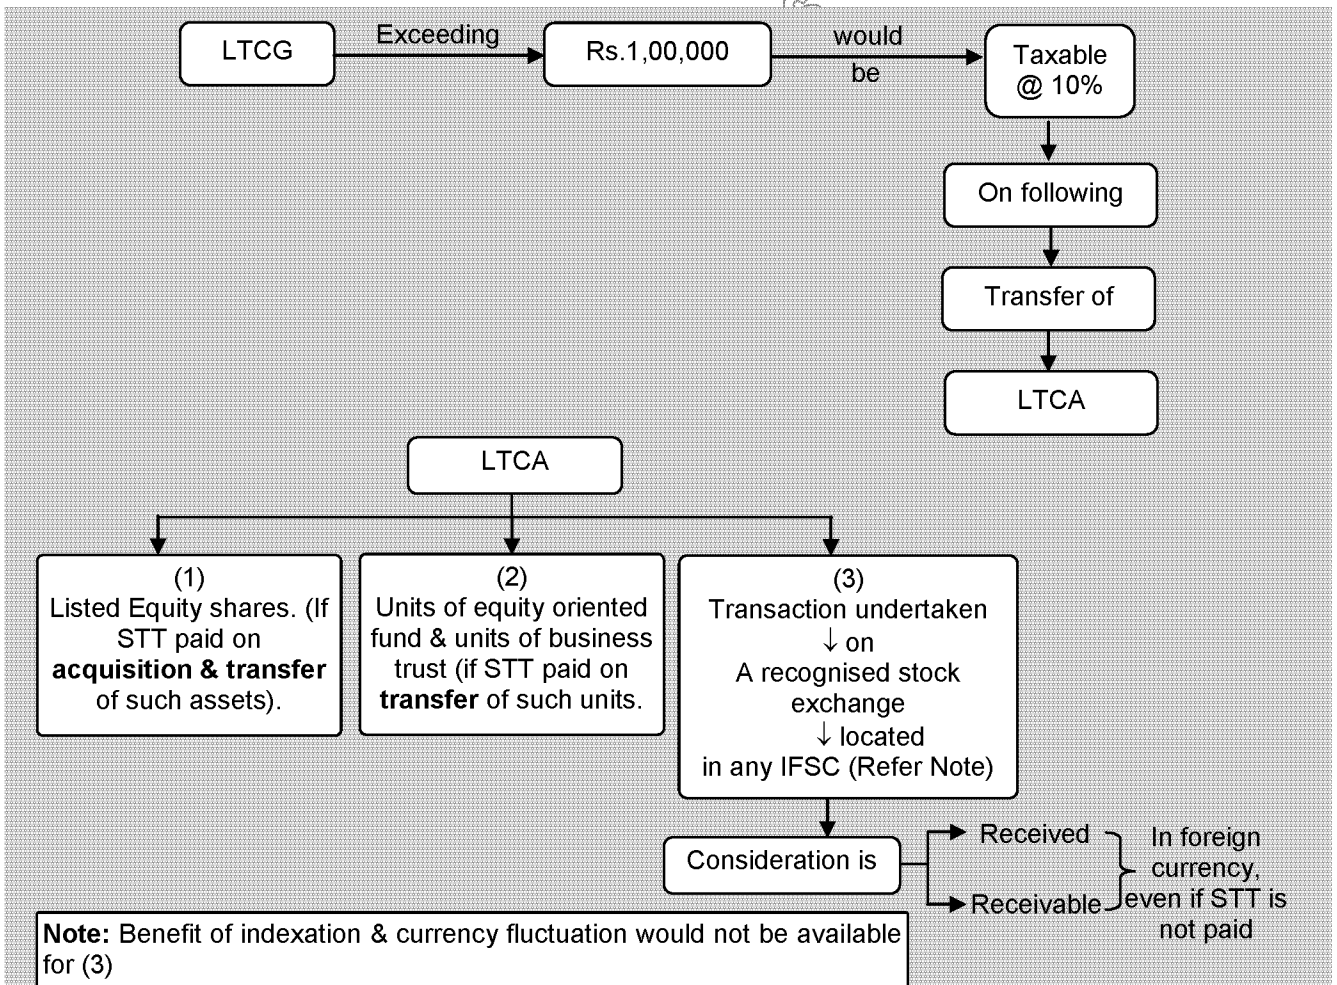 LTCG
Exceeding
Rs.1,00,000
would
be
Taxable
@ 10%
On following
Transfer of
LTCA
LTCA
(1)
Listed Equity shares. (If
STT paid on
acquisition & transfer
of such assets).
(2)
Units of equity oriented
fund & units of business
trust (if STT paid on
transfer of such units.
(3)
Transaction undertaken
↓ on
A recognised stock
exchange
↓ located
in any IFSC (Refer Note)
Consideration is
Received
Receivable
In foreign
currency,
even if STT is
not paid
Note: Benefit of indexation & currency fluctuation would not be available
for (3)